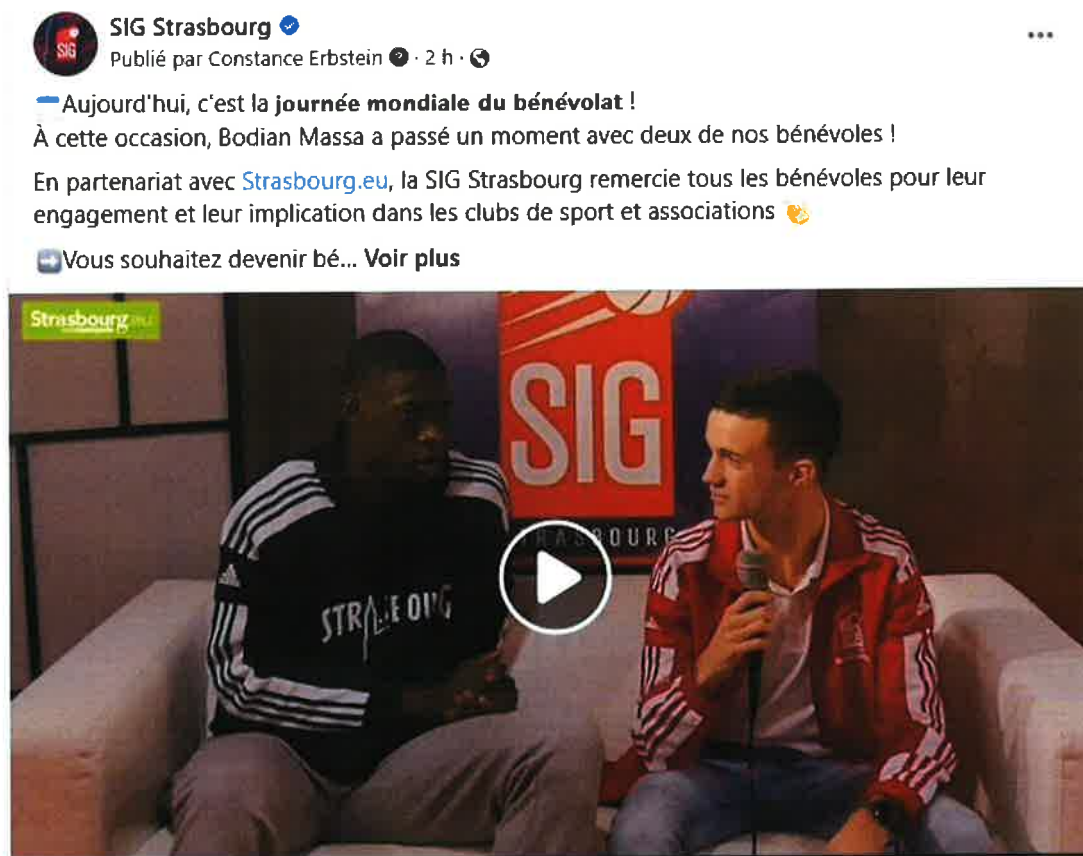 SIG Strasbourg
Publié par Constance Erbstein · 2 h ·
Aujourd'hui, c'est la journée mondiale du bénévolat !
À cette occasion, Bodian Massa a passé un moment avec deux de nos bénévoles !
En partenariat avec Strasbourg.eu, la SIG Strasbourg remercie tous les bénévoles pour leur
engagement et leur implication dans les clubs de sport et associations
Vous souhaitez devenir bé... Voir plus
Strasbourg.eu
SIG
STRASBOURG
SIG